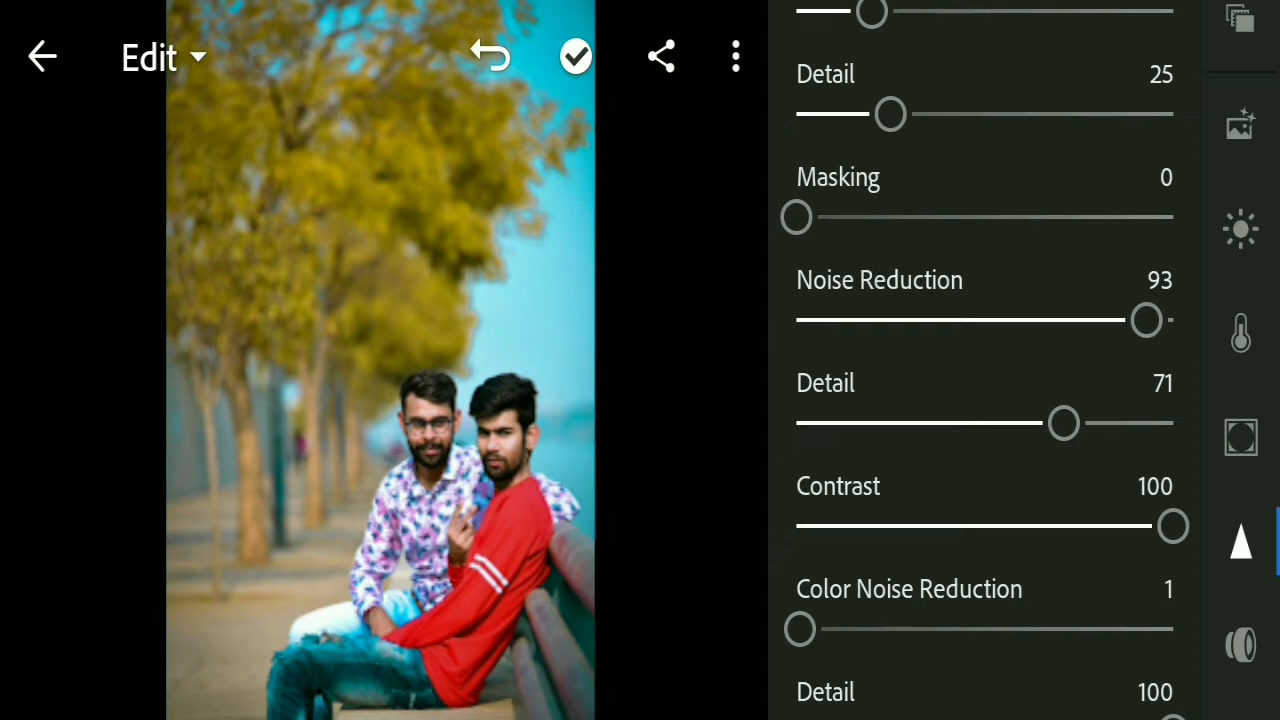 Edit
Detail 25
Masking 0
Noise Reduction 93
Detail 71
Contrast 100
Color Noise Reduction 1
Detail 100